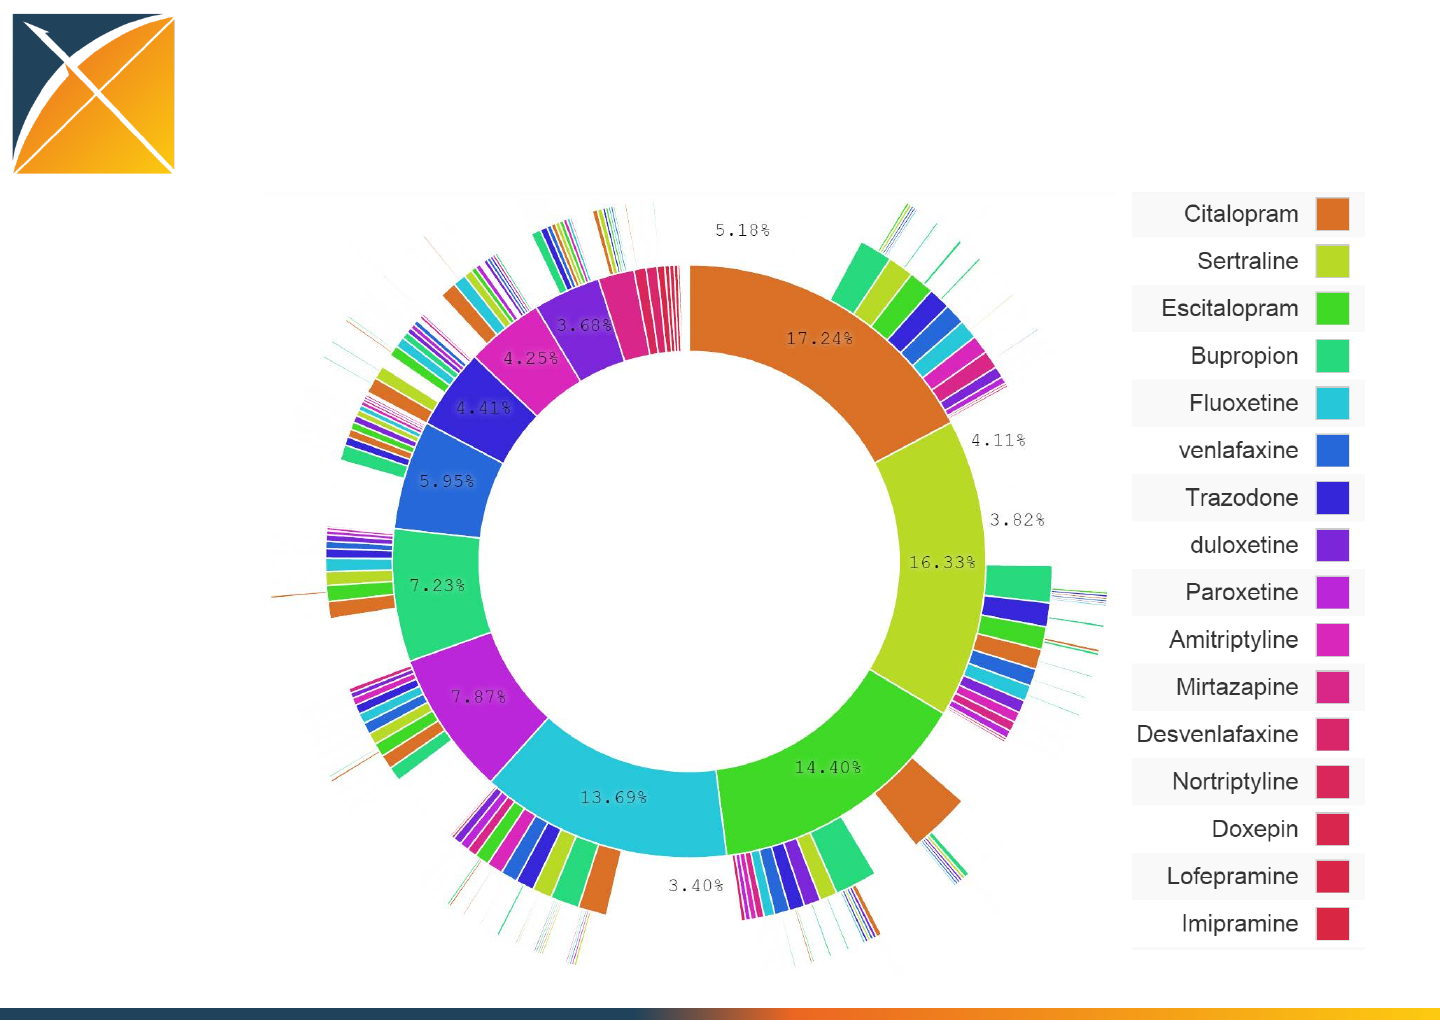 5.18%
17.24%
4.11%
3.82%
16.33%
14.40%
3.40%
13.69%
7.87%
7.23%
5.95%
4.41%
4.25%
3.68%
Citalopram
Sertraline
Escitalopram
Bupropion
Fluoxetine
venlafaxine
Trazodone
duloxetine
Paroxetine
Amitriptyline
Mirtazapine
Desvenlafaxine
Nortriptyline
Doxepin
Lofepramine
Imipramine